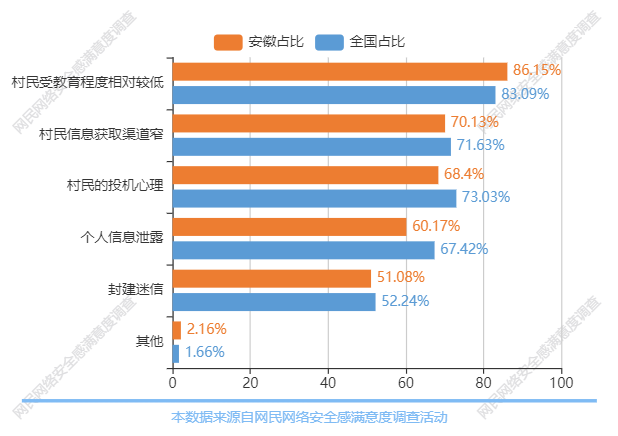 安徽占比 全国占比
村民受教育程度相对较低 86.15%
83.09%
村民信息获取渠道窄 70.13%
71.63%
村民的投机心理 68.4%
73.03%
个人信息泄露 60.17%
67.42%
封建迷信 51.08%
52.24%
其他 2.16%
1.66%
0 20 40 60 80 100
本数据来源自网民网络安全感满意度调查活动
网民网络安全感满意度调查
网民网络安全感满意度调查
网民网络安全感满意度调查
网民网络安全感满意度调查